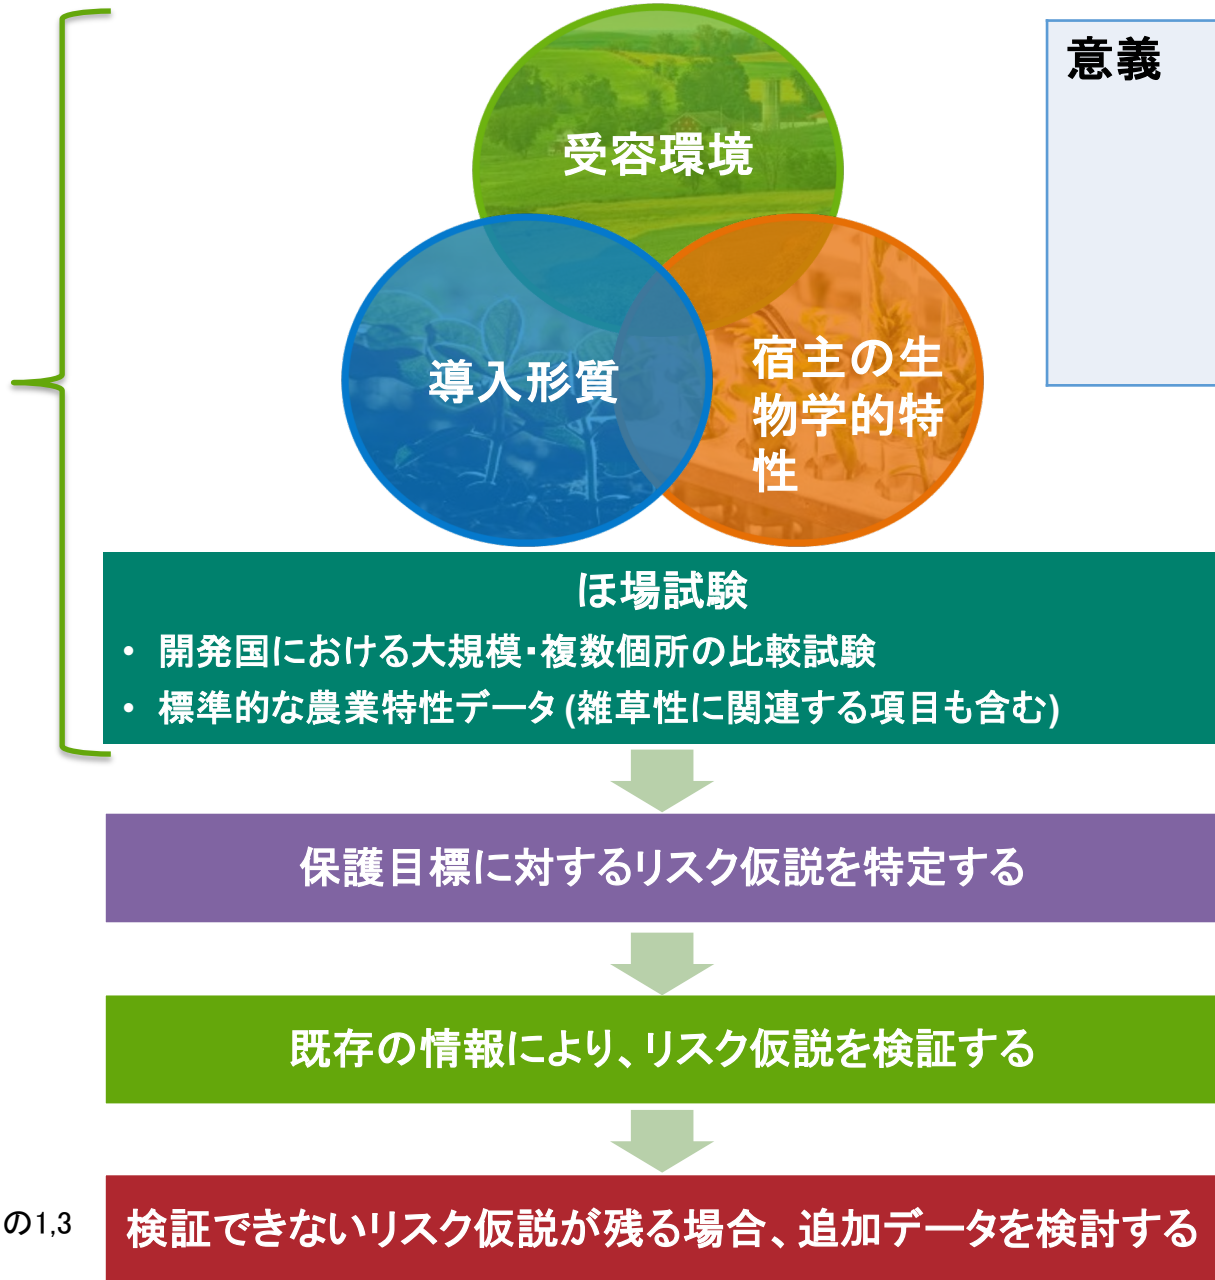 意義
受容環境
導入形質
宿主の生
物学的特
性
ほ場試験
• 開発国における大規模・複数個所の比較試験
• 標準的な農業特性データ (雑草性に関連する項目も含む)
保護目標に対するリスク仮説を特定する
既存の情報により、リスク仮説を検証する
の1,3
検証できないリスク仮説が残る場合、追加データを検討する